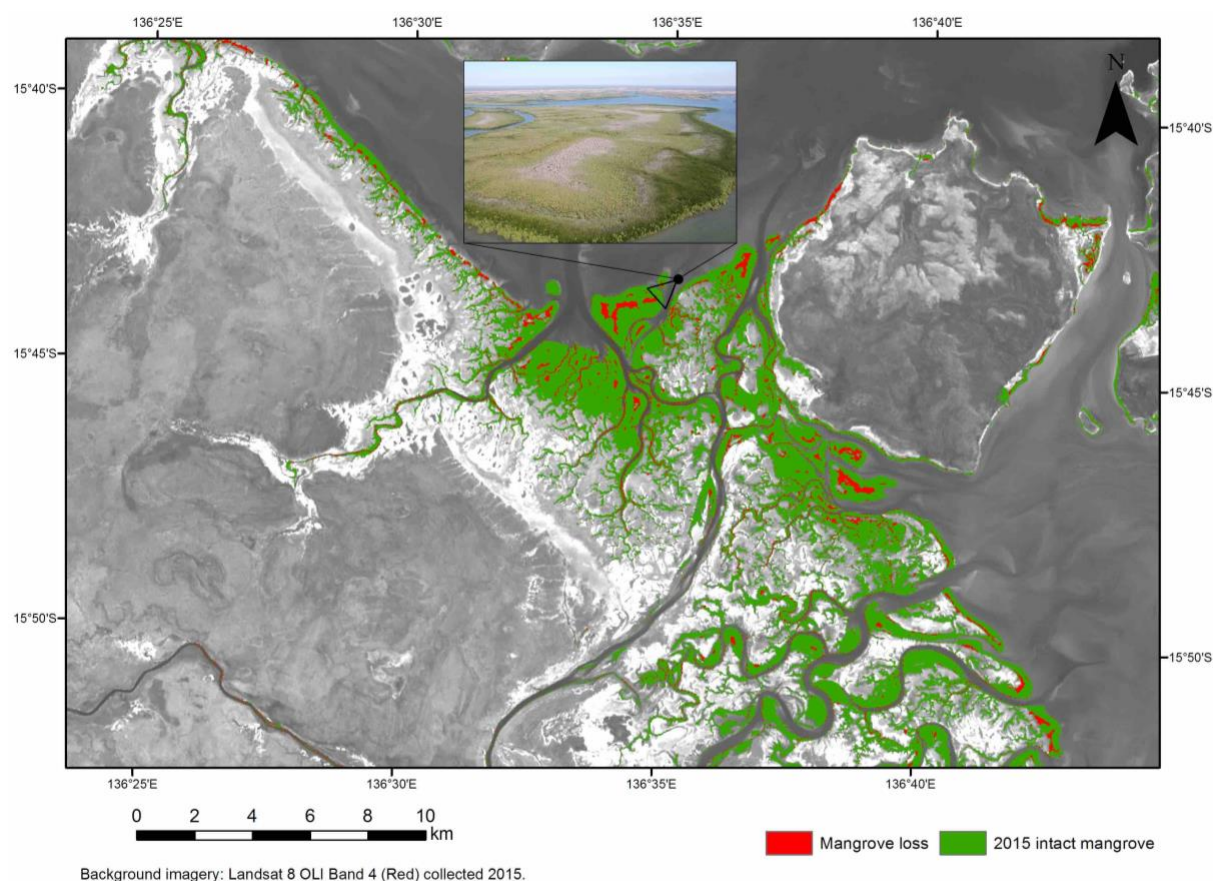 136°25'E 136°30'E 136°35'E 136°40'E
N
15°40'S
15°40'S
15°45'S
15°45'S
15°50'S
15°50'S
136°25'E 136°30'E 136°35'E 136°40'E
0 2 4 6 8 10
km
Mangrove loss 2015 intact mangrove
Background imagery: Landsat 8 OLI Band 4 (Red) collected 2015.